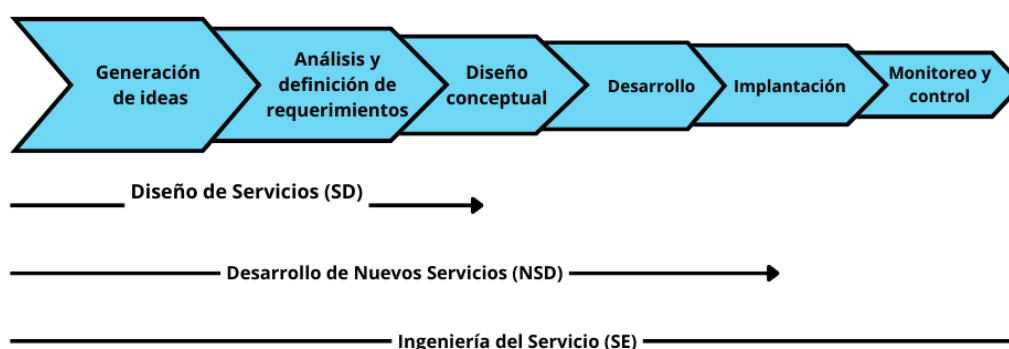 Generación
de ideas
Análisis y
definición de
requerimientos
Diseño
conceptual
Desarrollo
Implantación
Monitoreo y
control
Diseño de Servicios (SD)
Desarrollo de Nuevos Servicios (NSD)
Ingeniería del Servicio (SE)